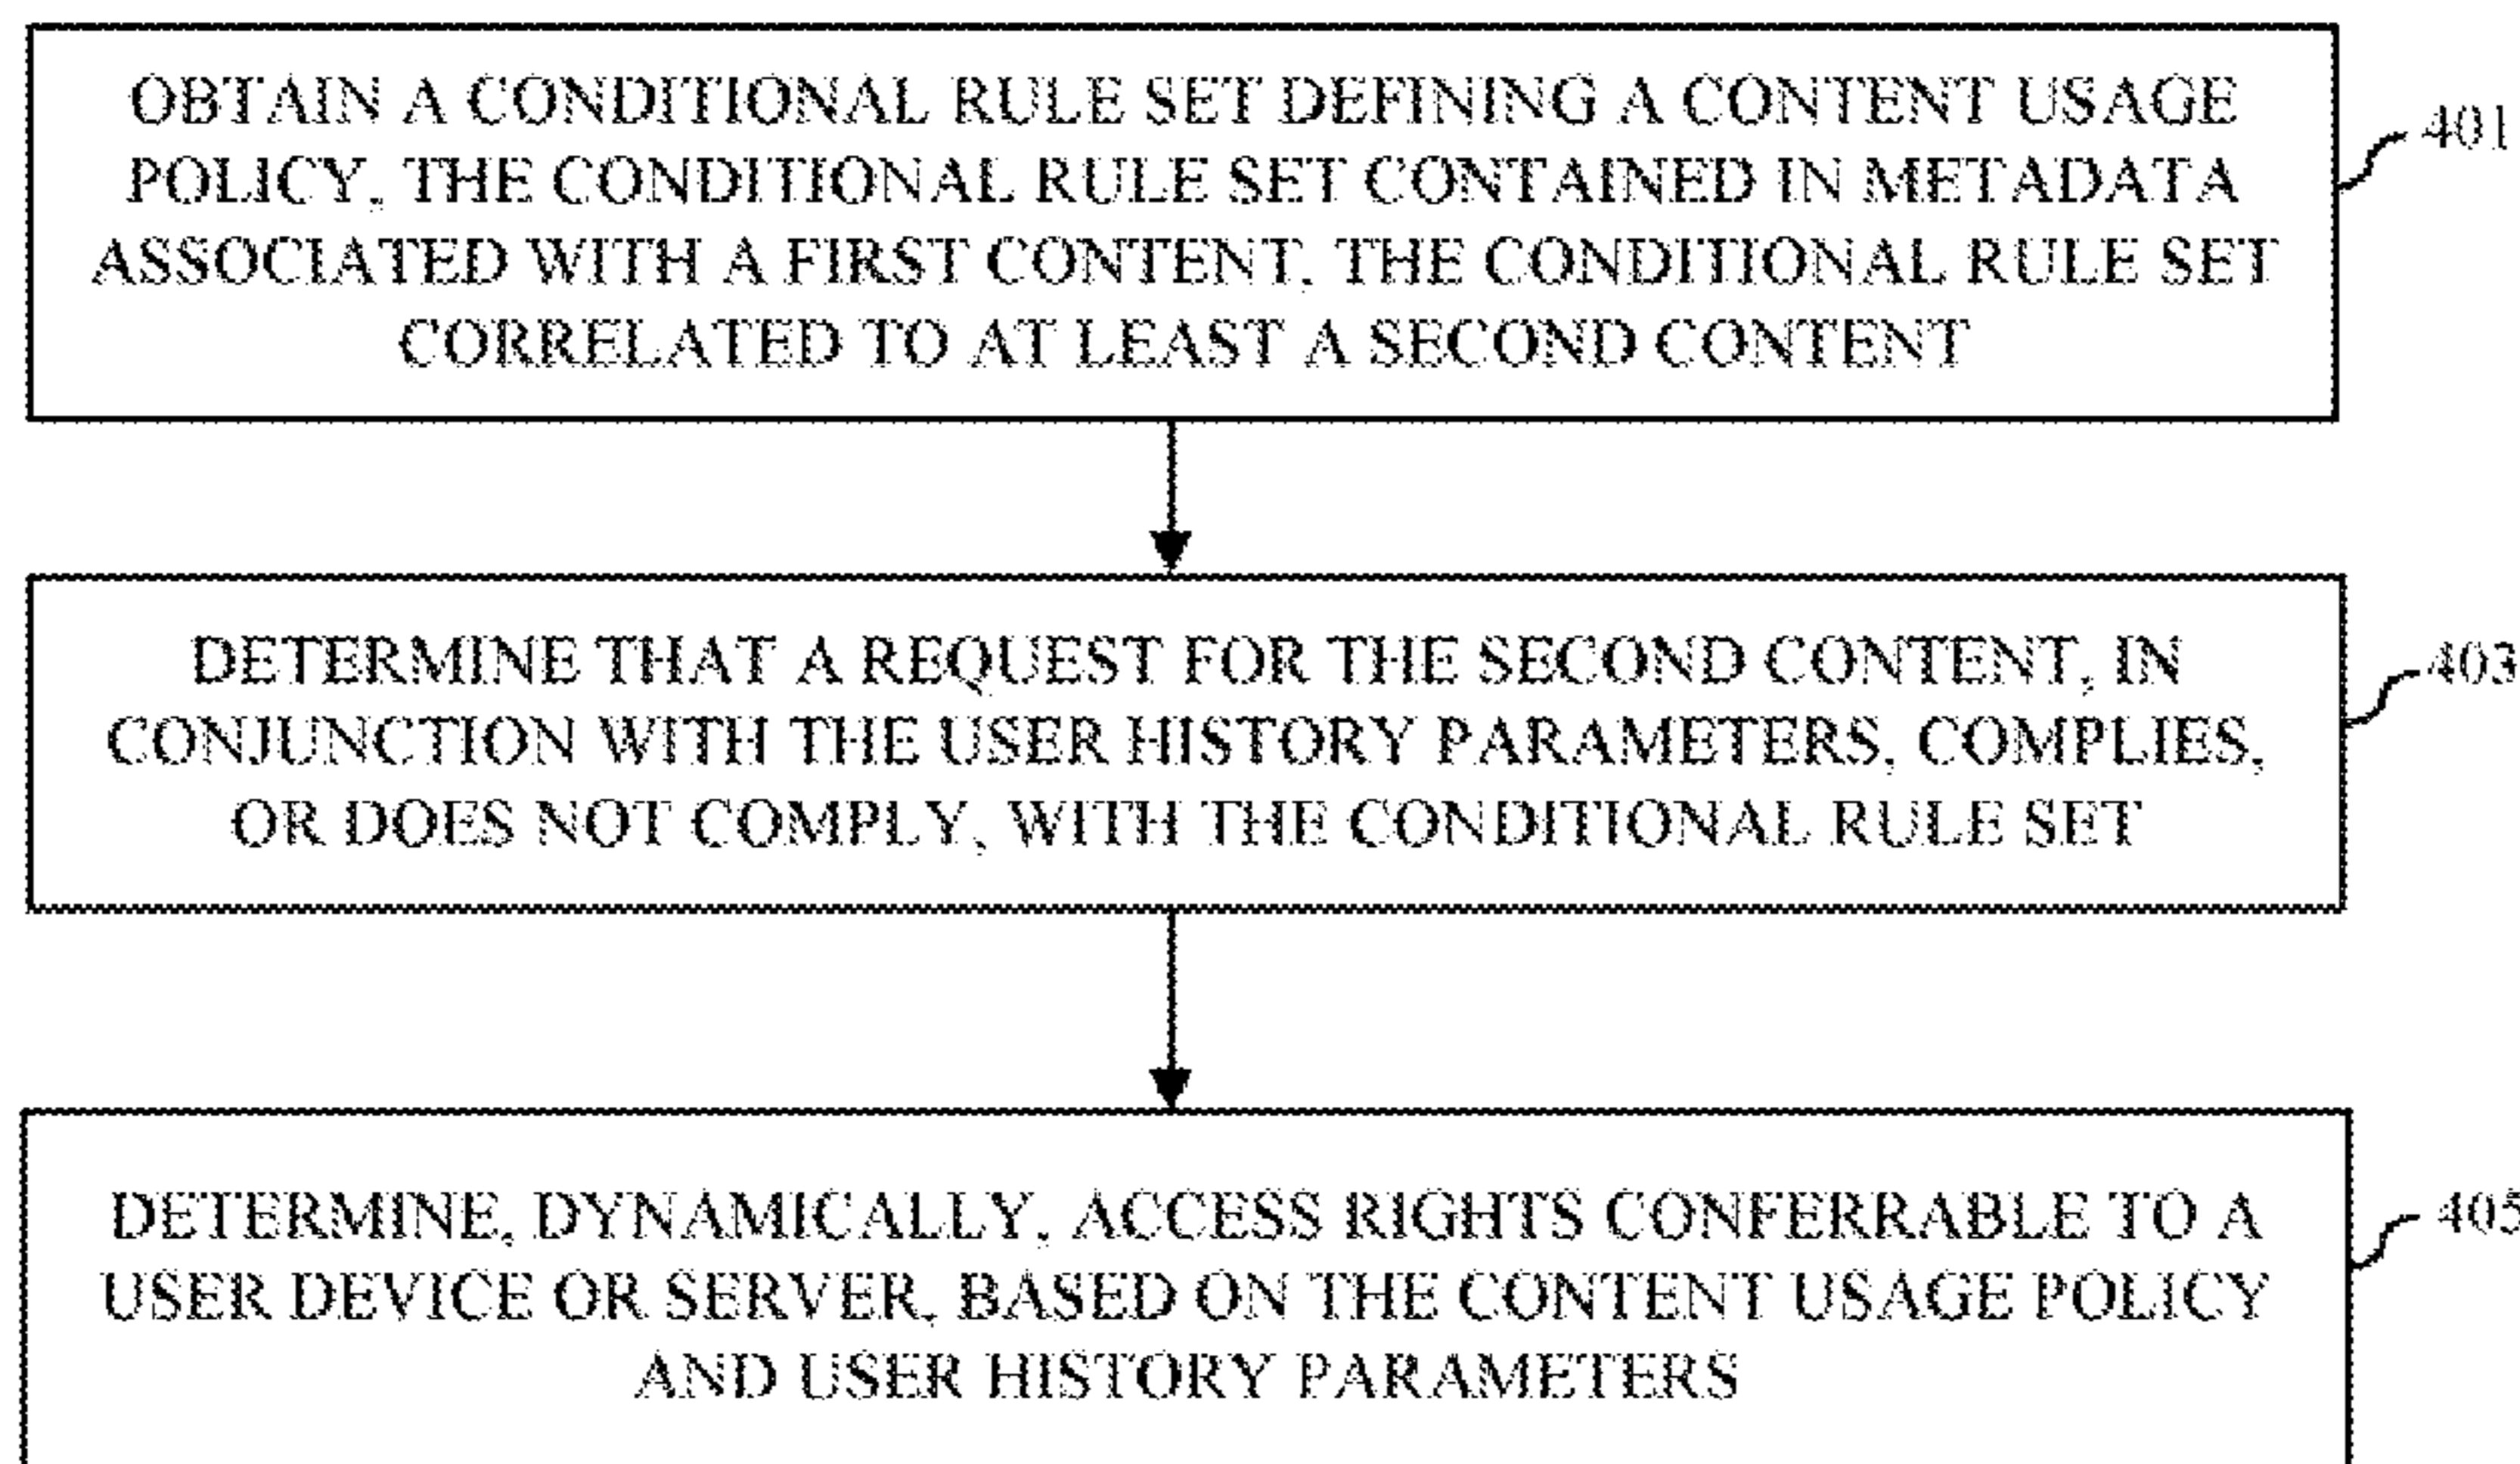 OBTAIN A CONDITIONAL RULE SET DEFINING A CONTENT USAGE
POLICY, THE CONDITIONAL RULE SET CONTAINED IN METADATA
ASSOCIATED WITH A FIRST CONTENT, THE CONDITIONAL RULE SET
CORRELATED TO AT LEAST A SECOND CONTENT
401
DETERMINE THAT A REQUEST FOR THE SECOND CONTENT, IN
CONJUNCTION WITH THE USER HISTORY PARAMETERS, COMPLIES,
OR DOES NOT COMPLY, WITH THE CONDITIONAL RULE SET
403
DETERMINE, DYNAMICALLY, ACCESS RIGHTS CONFERRABLE TO A
USER DEVICE OR SERVER, BASED ON THE CONTENT USAGE POLICY
AND USER HISTORY PARAMETERS
405